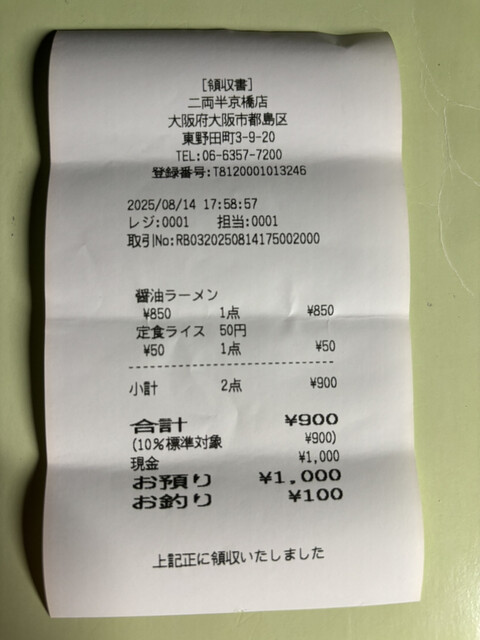 [領収書]
二両半京橋店
大阪府大阪市都島区
東野田町3-9-20
TEL:06-6357-7200
登録番号:T8120001013246
2025/08/14 17:58:57
レジ:0001 担当:0001
取引No:RB0320250814175002000
醤油ラーメン
¥850 1点 ¥850
定食ライス 50円
¥50 1点 ¥50
小計 2点 ¥900
合計 ¥900
(10%標準対象 ¥900)
現金 ¥1,000
お預り ¥1,000
お釣り ¥100
上記正に領収いたしました